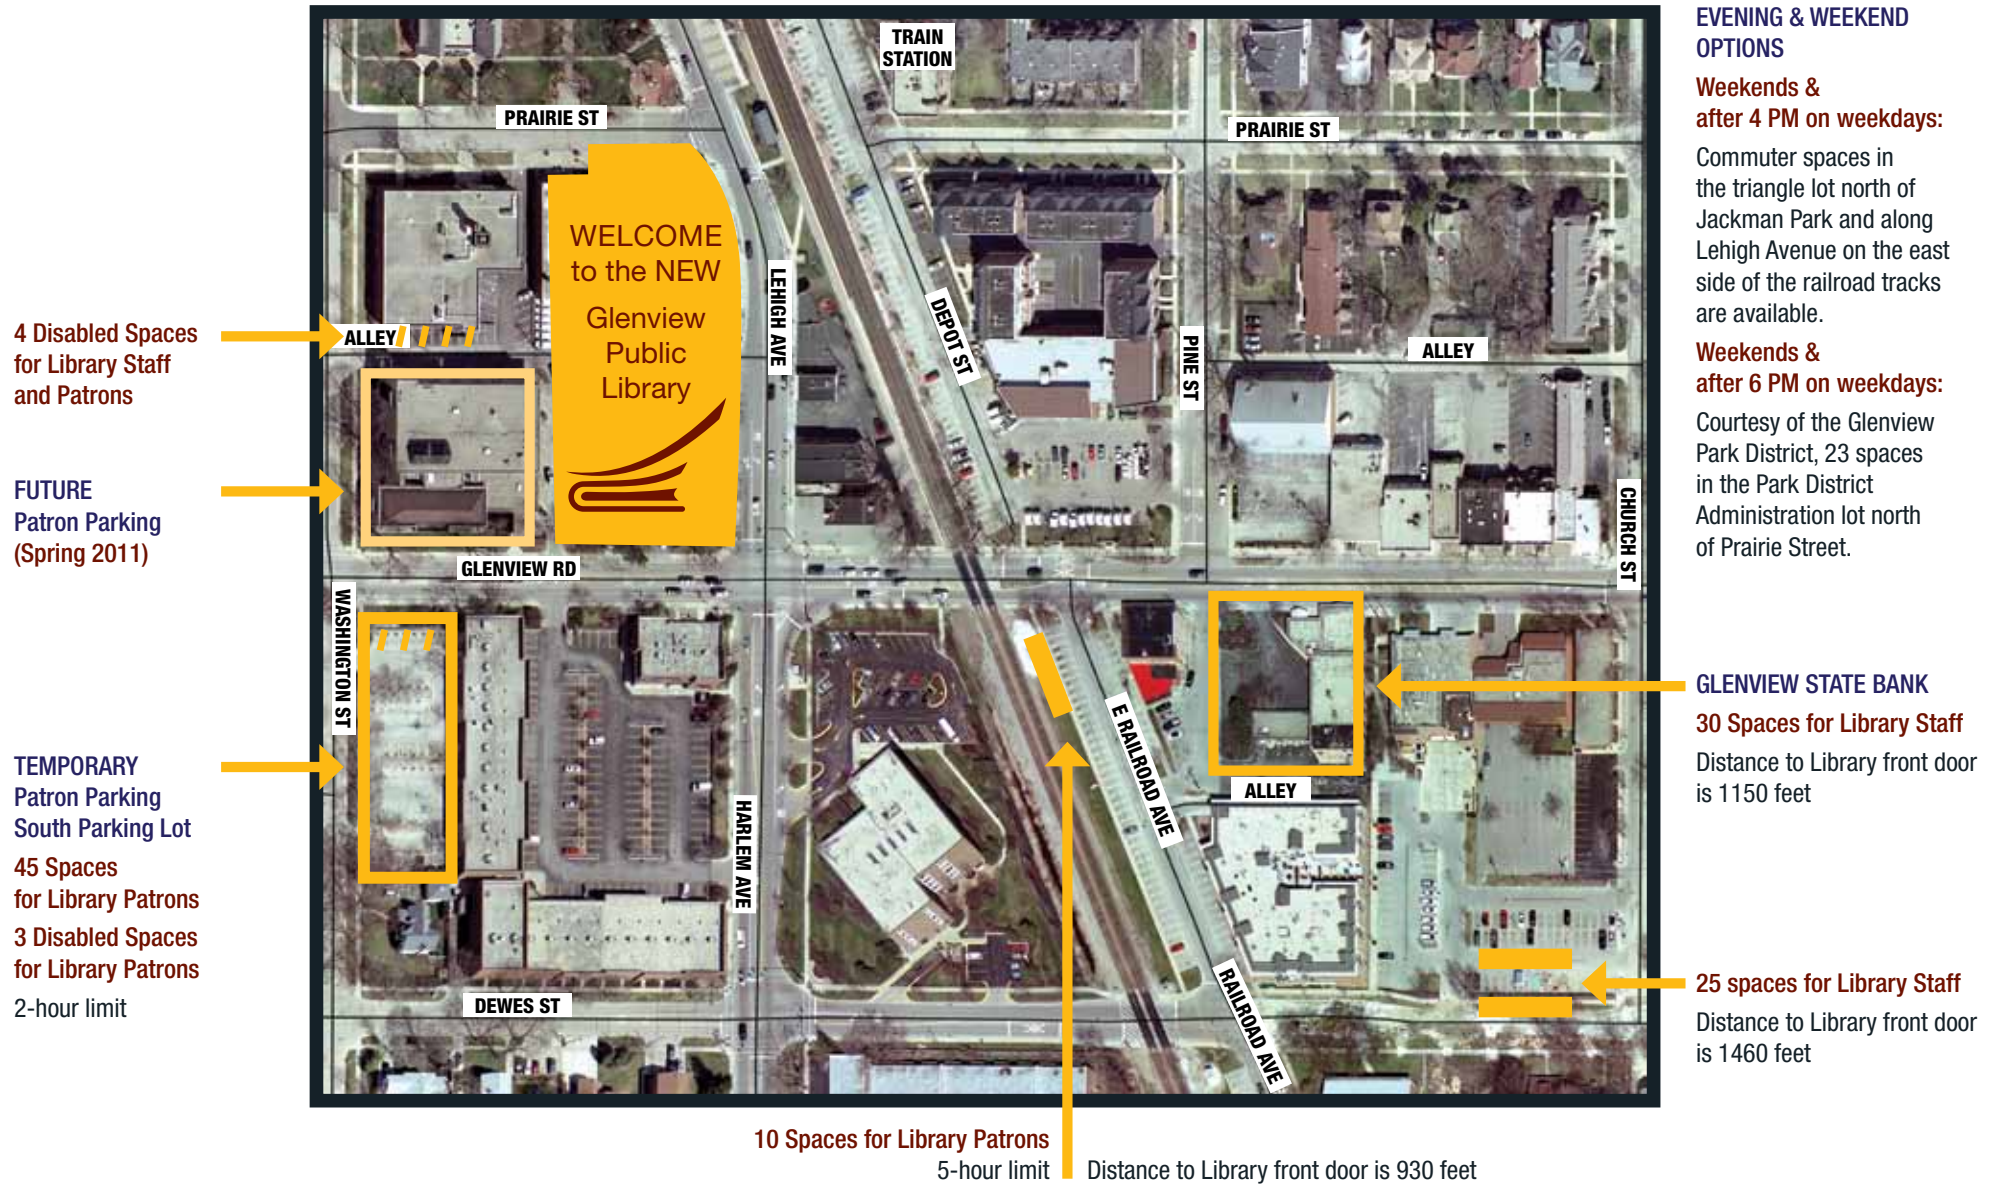 4 Disabled Spaces
for Library Staff
and Patrons
FUTURE
Patron Parking
(Spring 2011)
TEMPORARY
Patron Parking
South Parking Lot
45 Spaces
for Library Patrons
3 Disabled Spaces
for Library Patrons
2-hour limit
TRAIN
STATION
PRAIRIE ST
PRAIRIE ST
WELCOME
to the NEW
Glenview
Public
Library
LEHIGH AVE
DEPOT ST
PINE ST
ALLEY
ALLEY
CHURCH ST
GLENVIEW RD
WASHINGTON ST
E RAILROAD AVE
ALLEY
HARLEM AVE
DEWES ST
RAILROAD AVE
10 Spaces for Library Patrons
5-hour limit
Distance to Library front door is 930 feet
EVENING & WEEKEND
OPTIONS
Weekends &
after 4 PM on weekdays:
Commuter spaces in
the triangle lot north of
Jackman Park and along
Lehigh Avenue on the east
side of the railroad tracks
are available.
Weekends &
after 6 PM on weekdays:
Courtesy of the Glenview
Park District, 23 spaces
in the Park District
Administration lot north
of Prairie Street.
GLENVIEW STATE BANK
30 Spaces for Library Staff
Distance to Library front door
is 1150 feet
25 spaces for Library Staff
Distance to Library front door
is 1460 feet